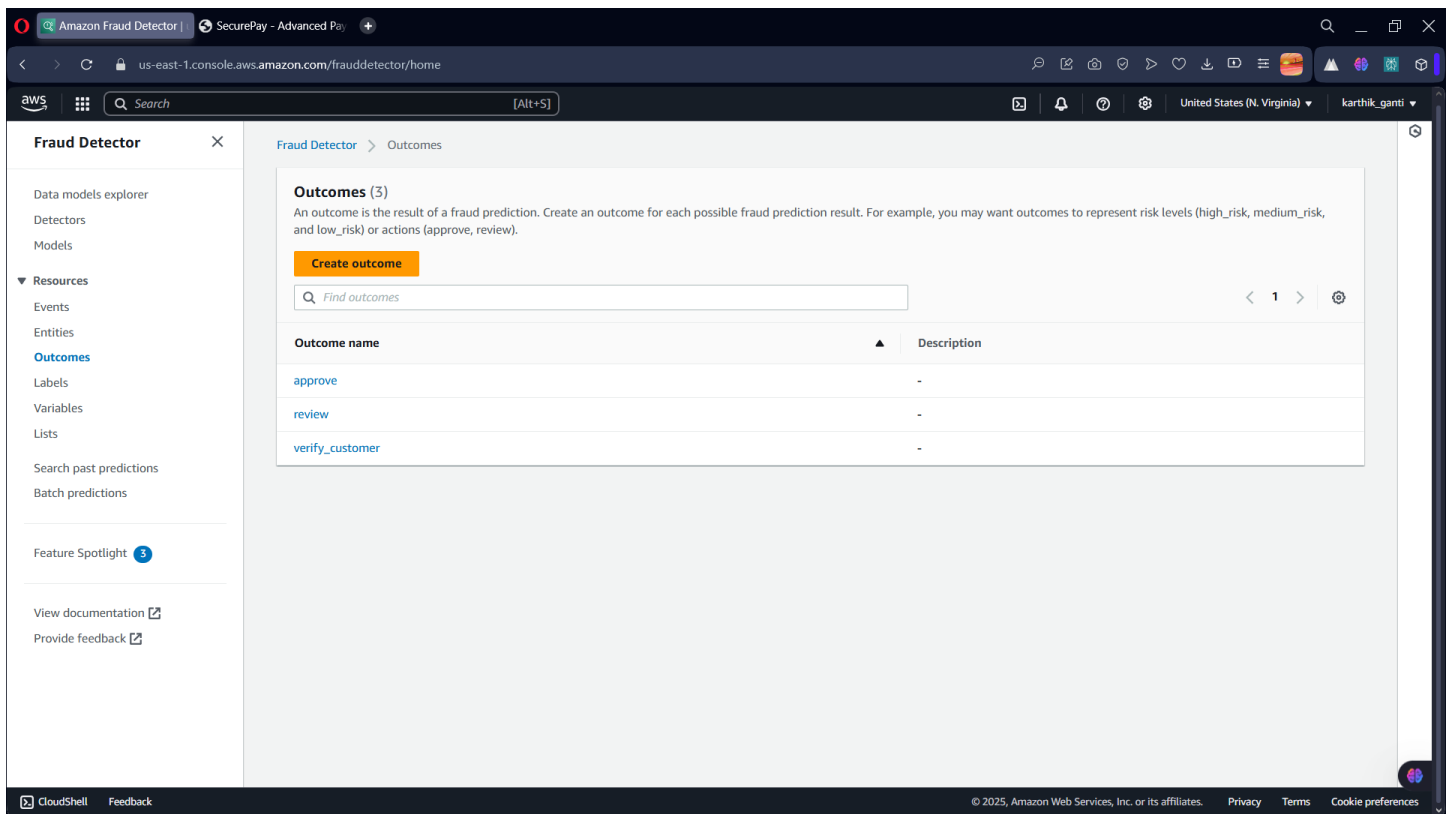 Amazon Fraud Detector |
SecurePay - Advanced Pay
us-east-1.console.aws.amazon.com/frauddetector/home
aws
Search
[Alt+S]
United States (N. Virginia)
karthik_ganti
Fraud Detector
Data models explorer
Detectors
Models
Resources
Events
Entities
Outcomes
Labels
Variables
Lists
Search past predictions
Batch predictions
Feature Spotlight 3
View documentation
Provide feedback
Fraud Detector > Outcomes
Outcomes (3)
An outcome is the result of a fraud prediction. Create an outcome for each possible fraud prediction result. For example, you may want outcomes to represent risk levels (high_risk, medium_risk,
and low_risk) or actions (approve, review).
Create outcome
Find outcomes
1
Outcome name
Description
approve -
review -
verify_customer -
CloudShell
Feedback
© 2025, Amazon Web Services, Inc. or its affiliates.
Privacy
Terms
Cookie preferences